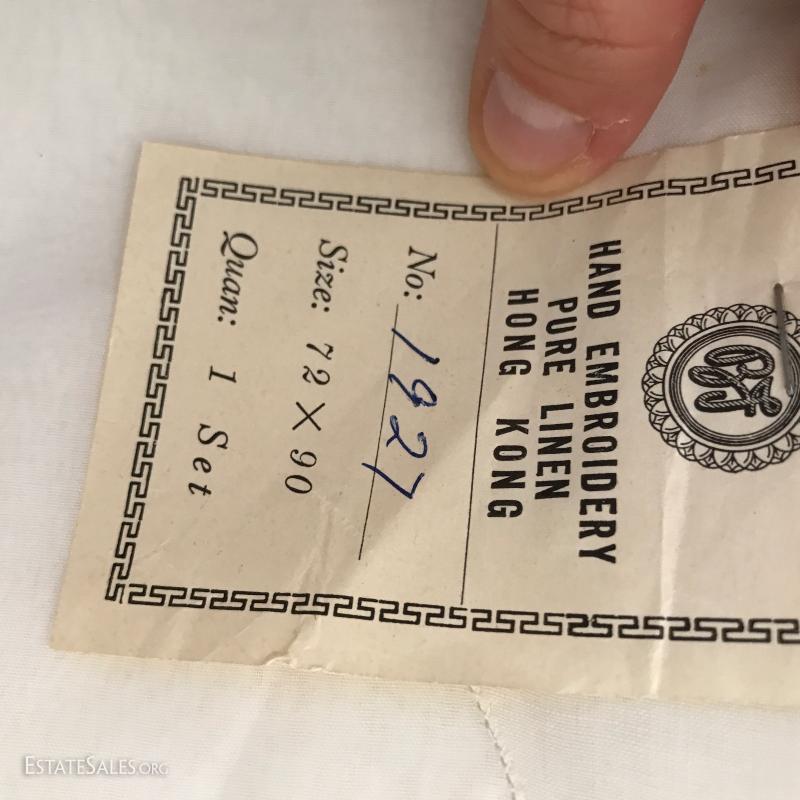 HAND EMBROIDERY
PURE LINEN
HONG KONG
No: 1927
Size: 72 X 90
Quan: 1 Set
ESTATESALES.ORG